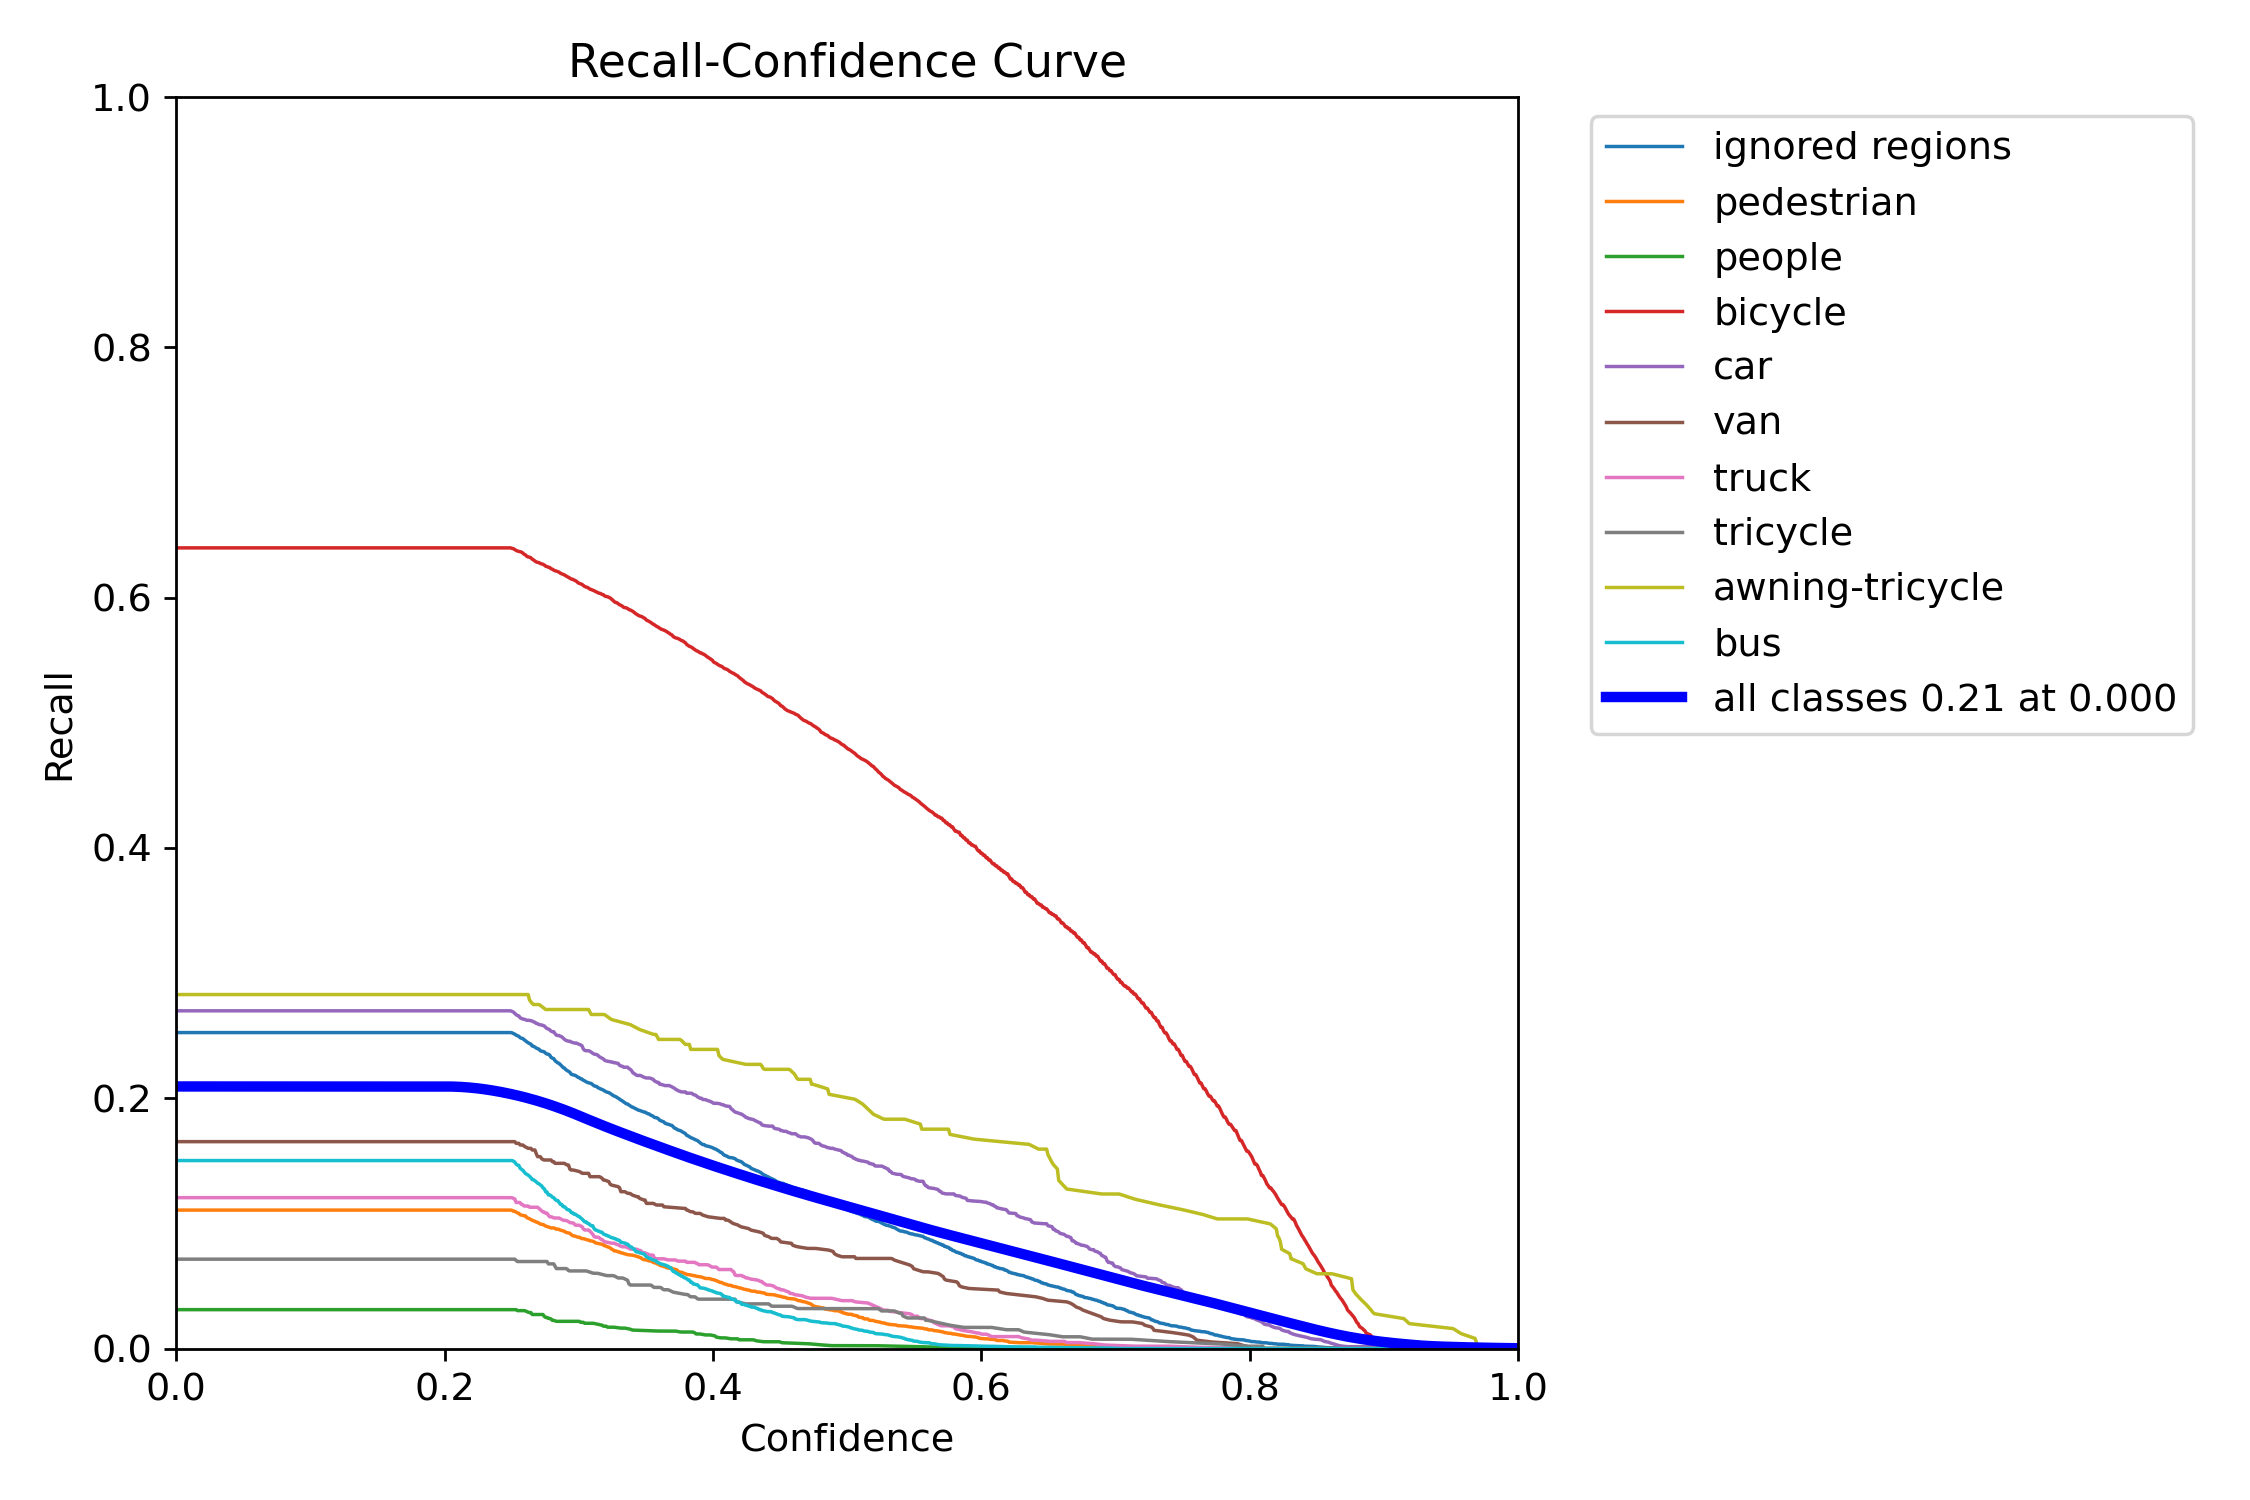 Recall-Confidence Curve
1.0
0.8
0.6
0.4
0.2
0.0
Recall
0.0 0.2 0.4 0.6 0.8 1.0
Confidence
ignored regions
pedestrian
people
bicycle
car
van
truck
tricycle
awning-tricycle
bus
all classes 0.21 at 0.000